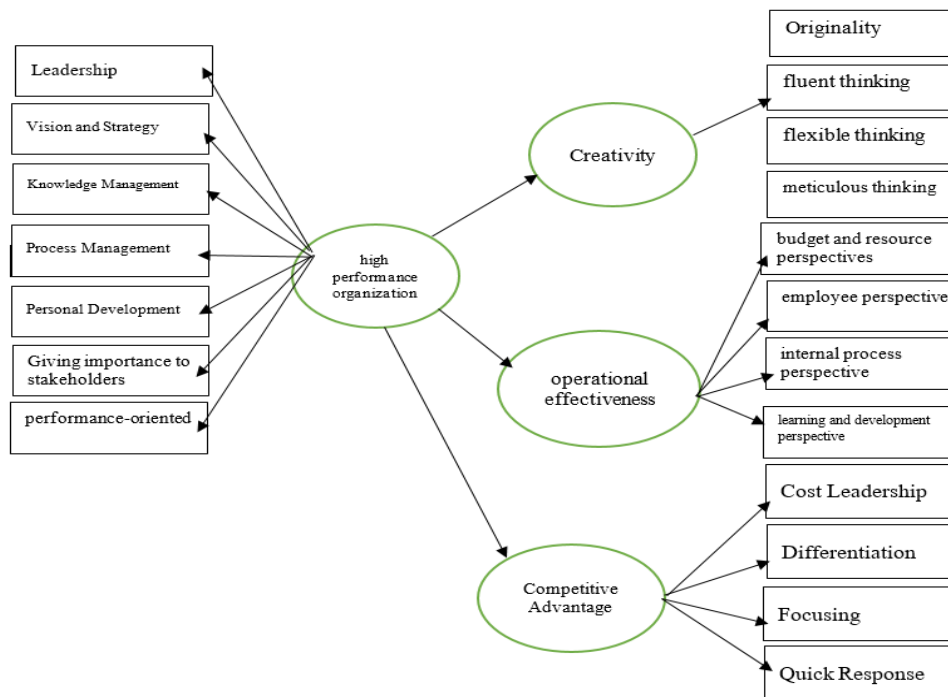 Leadership
Vision and Strategy
Knowledge Management
Process Management
Personal Development
Giving importance to
stakeholders
performance-oriented
high
performance
organization
Creativity
operational
effectiveness
Competitive
Advantage
Originality
fluent thinking
flexible thinking
meticulous thinking
budget and resource
perspectives
employee perspective
internal process
perspective
learning and development
perspective
Cost Leadership
Differentiation
Focusing
Quick Response